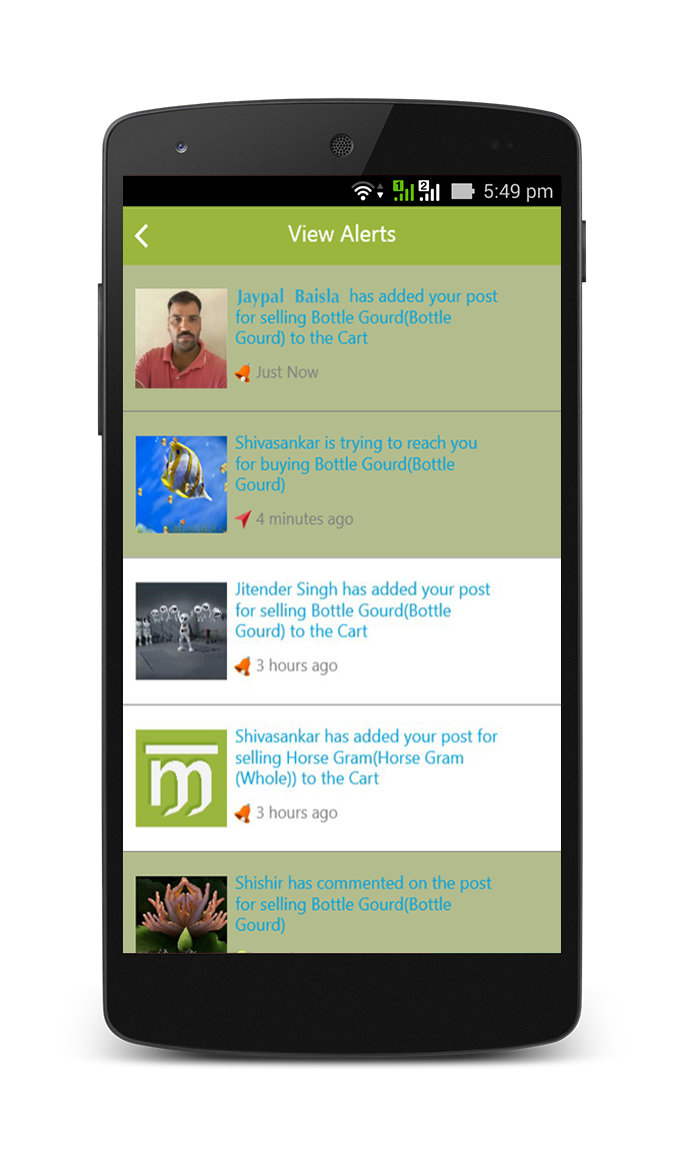 1 2 5:49 pm
View Alerts
Jaypal Baisla has added your post
for selling Bottle Gourd(Bottle
Gourd) to the Cart
Just Now
Shivasankar is trying to reach you
for buying Bottle Gourd(Bottle
Gourd)
4 minutes ago
Jitender Singh has added your post
for selling Bottle Gourd(Bottle
Gourd) to the Cart
3 hours ago
Shivasankar has added your post for
selling Horse Gram(Horse Gram
(Whole)) to the Cart
3 hours ago
Shishir has commented on the post
for selling Bottle Gourd(Bottle
Gourd)